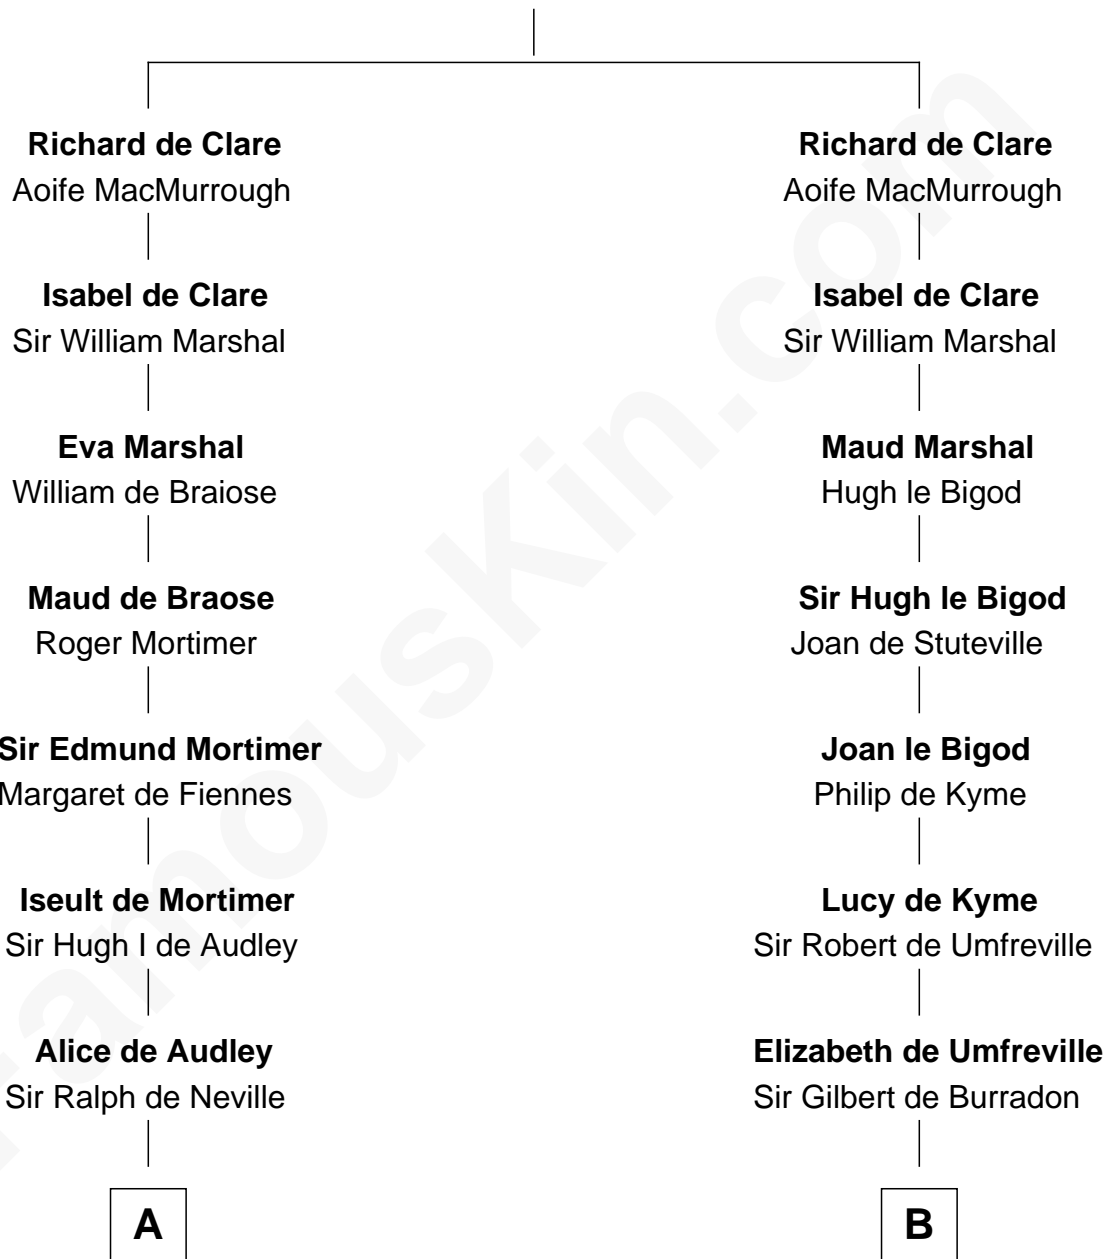 Richard de Clare
Aoife MacMurrough
Isabel de Clare
Sir William Marshal
Eva Marshal
William de Braiose
Maud de Braose
Roger Mortimer
Sir Edmund Mortimer
Margaret de Fiennes
Iseult de Mortimer
Sir Hugh I de Audley
Alice de Audley
Sir Ralph de Neville
A
Richard de Clare
Aoife MacMurrough
Isabel de Clare
Sir William Marshal
Maud Marshal
Hugh le Bigod
Sir Hugh le Bigod
Joan de Stuteville
Joan le Bigod
Philip de Kyme
Lucy de Kyme
Sir Robert de Umfreville
Elizabeth de Umfreville
Sir Gilbert de Burradon
B
FamousKin.com